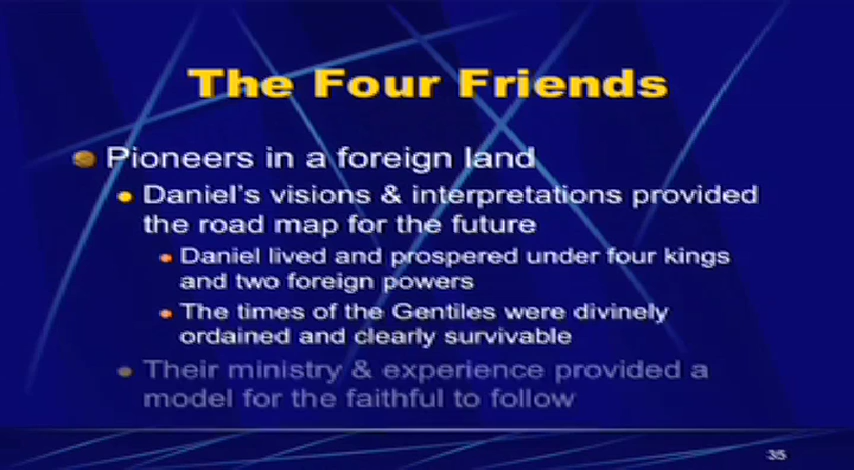 The Four Friends
Pioneers in a foreign land
Daniel's visions & interpretations provided
the road map for the future
Daniel lived and prospered under four kings
and two foreign powers
The times of the Gentiles were divinely
ordained and clearly survivable
Their ministry & experience provided a
model for the faithful to follow
35